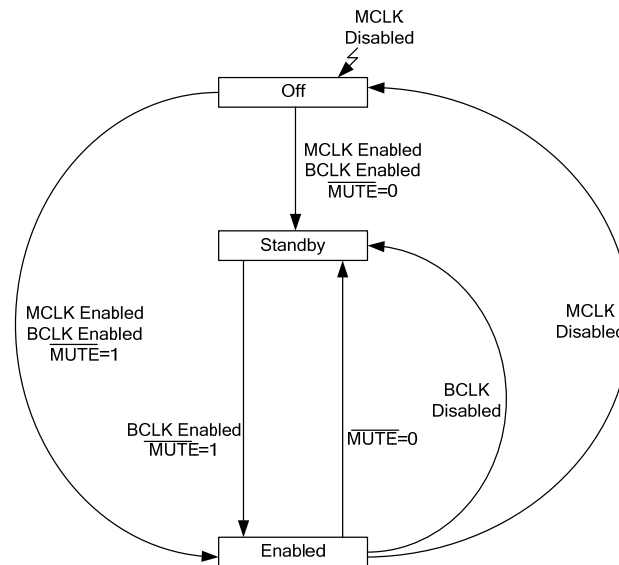 MCLK
Disabled
Off
MCLK Enabled
BCLK Enabled
MUTE=0
Standby
MCLK Enabled
BCLK Enabled
MUTE=1
MCLK
Disabled
BCLK
Disabled
BCLK Enabled
MUTE=1
MUTE=0
Enabled